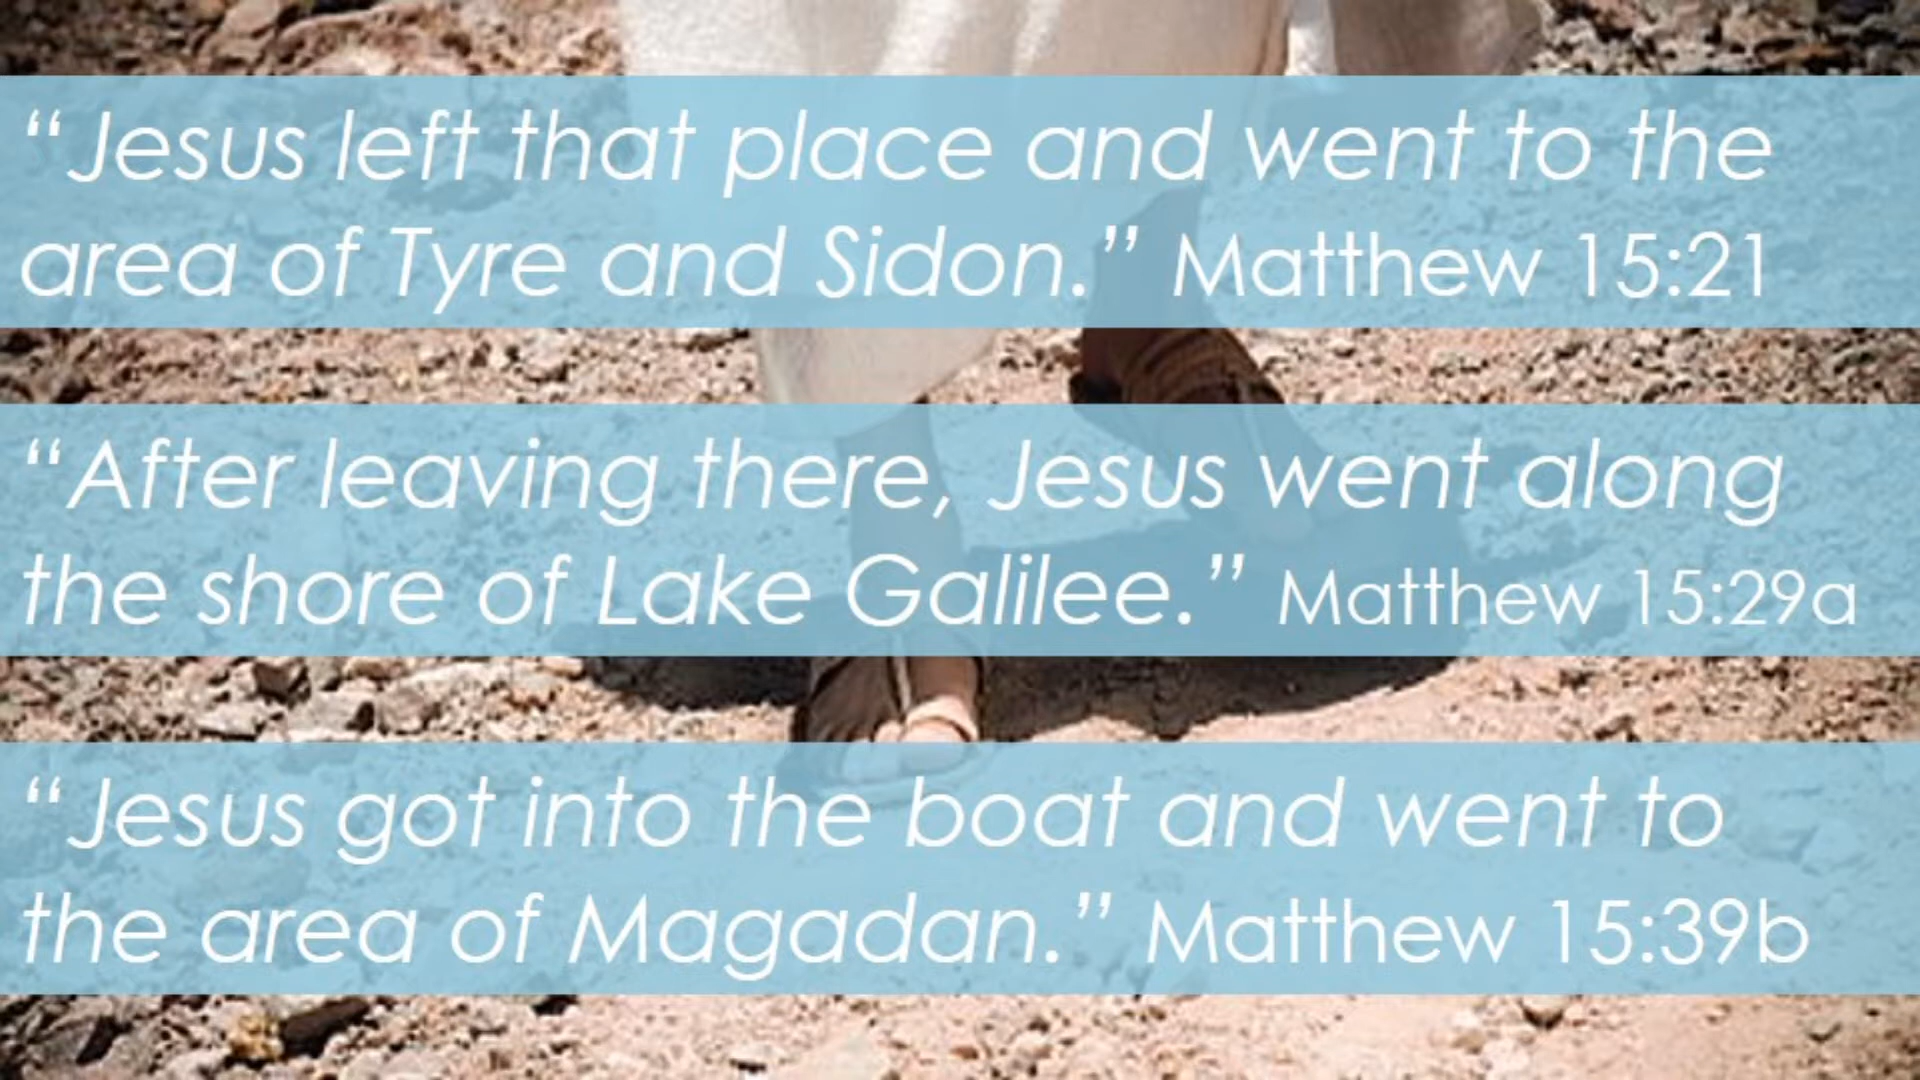 “Jesus left that place and went to the
area of Tyre and Sidon.” Matthew 15:21
“After leaving there, Jesus went along
the shore of Lake Galilee.” Matthew 15:29a
“Jesus got into the boat and went to
the area of Magadan.” Matthew 15:39b